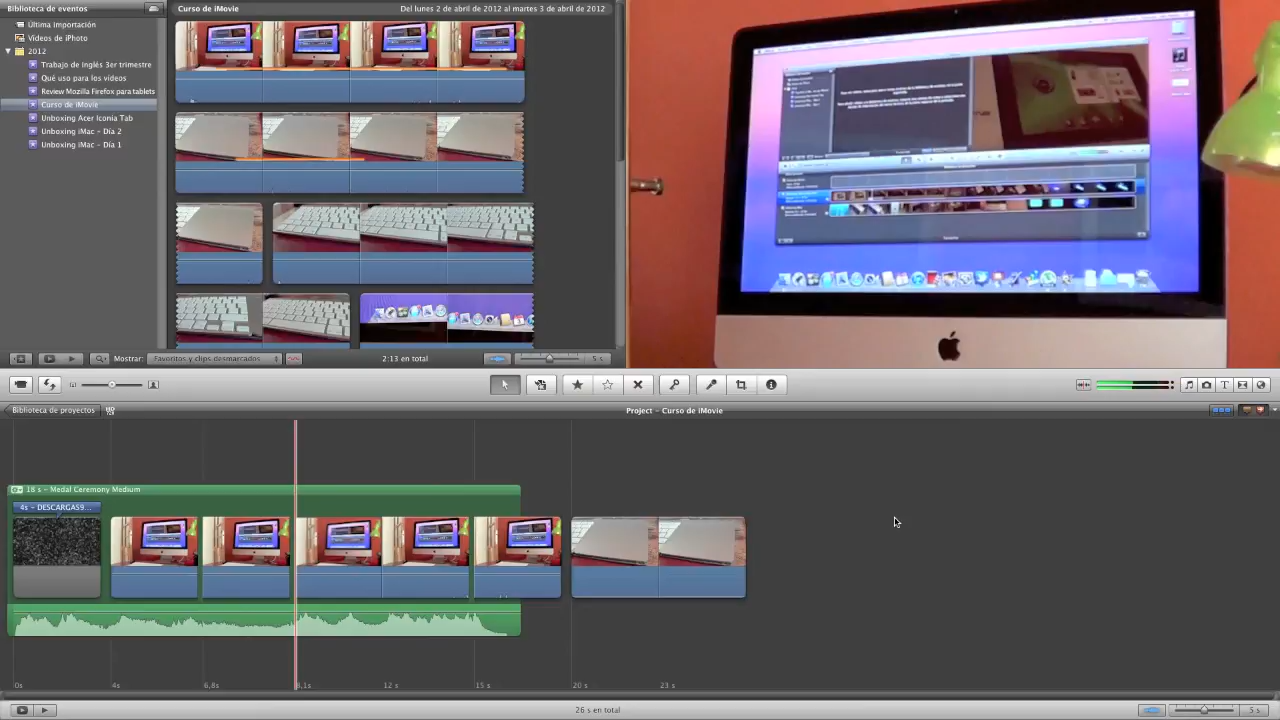 Biblioteca de eventos
Curso de iMovie
Del lunes 2 de abril de 2012 al martes 3 de abril de 2012
Última importación
Vídeos de iPhoto
2012
Trabajo de inglés 3er trimestre
Qué uso para los vídeos
Review Mozilla Firefox para tablets
Curso de iMovie
Unboxing Acer Iconia Tab
Unboxing iMac - Día 2
Unboxing iMac - Día 1
Mostrar:
Favoritos y clips desmarcados
2:13 en total
5 s
Biblioteca de proyectos
Project - Curso de iMovie
18 s - Medal Ceremony Medium
4s - DESCARGAS9...
0s
4s
6,8s
12 s
15 s
20 s
23 s
26 s en total
5 s